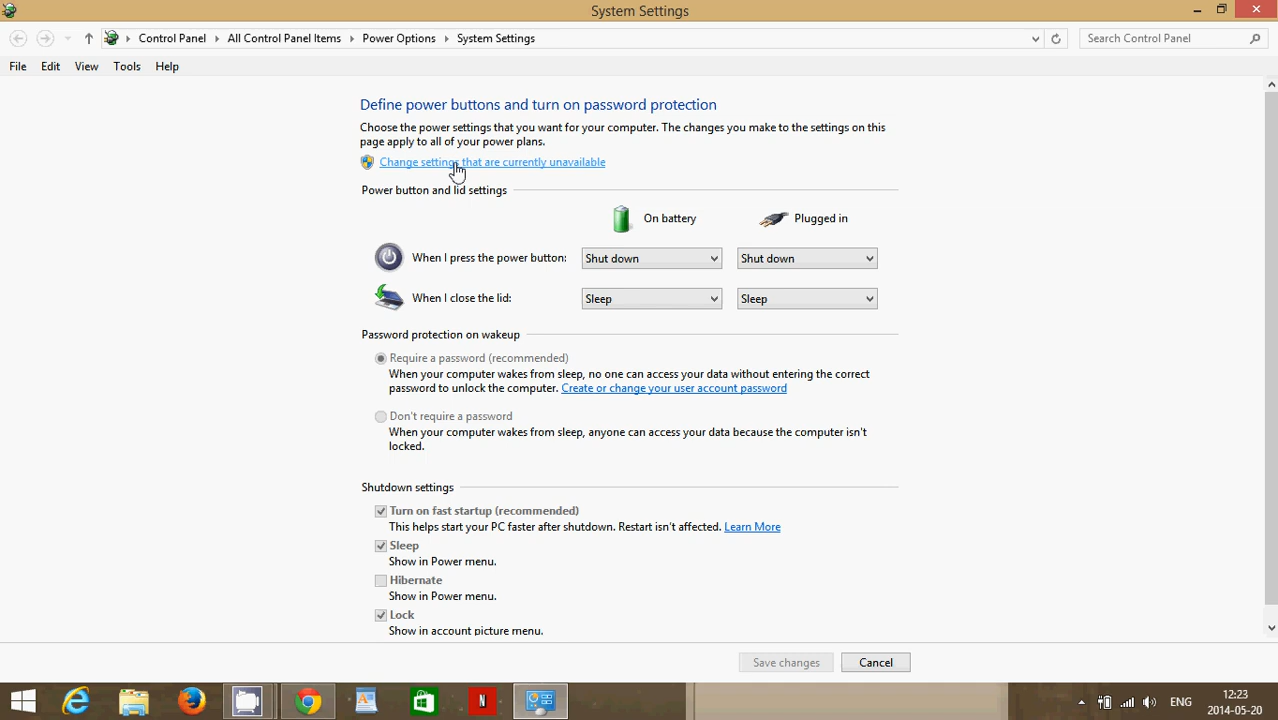 System Settings
Control Panel
All Control Panel Items
Power Options
System Settings
Search Control Panel
File Edit View Tools Help
Define power buttons and turn on password protection
Choose the power settings that you want for your computer. The changes you make to the settings on this
page apply to all of your power plans.
Change settings that are currently unavailable
Power button and lid settings
On battery
Plugged in
When I press the power button: Shut down Shut down
When I close the lid: Sleep Sleep
Password protection on wakeup
Require a password (recommended)
When your computer wakes from sleep, no one can access your data without entering the correct
password to unlock the computer. Create or change your user account password
Don't require a password
When your computer wakes from sleep, anyone can access your data because the computer isn't
locked.
Shutdown settings
Turn on fast startup (recommended)
This helps start your PC faster after shutdown. Restart isn't affected. Learn More
Sleep
Show in Power menu.
Hibernate
Show in Power menu.
Lock
Show in account picture menu.
Save changes
Cancel
N
ENG
12:23
2014-05-20